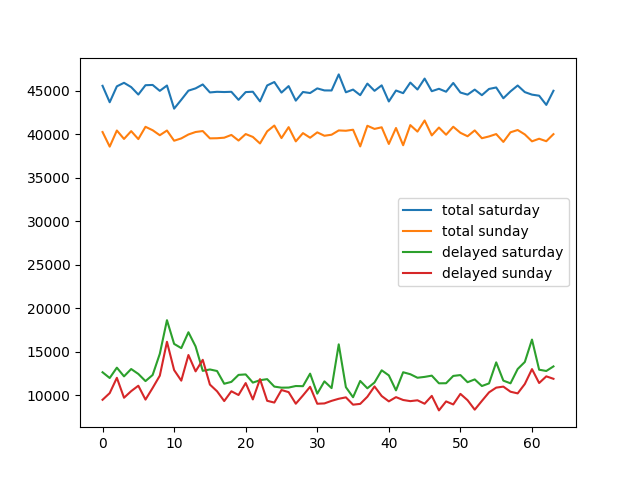 45000
40000
35000
30000
25000
20000
15000
10000
total saturday
total sunday
delayed saturday
delayed sunday
0 10 20 30 40 50 60